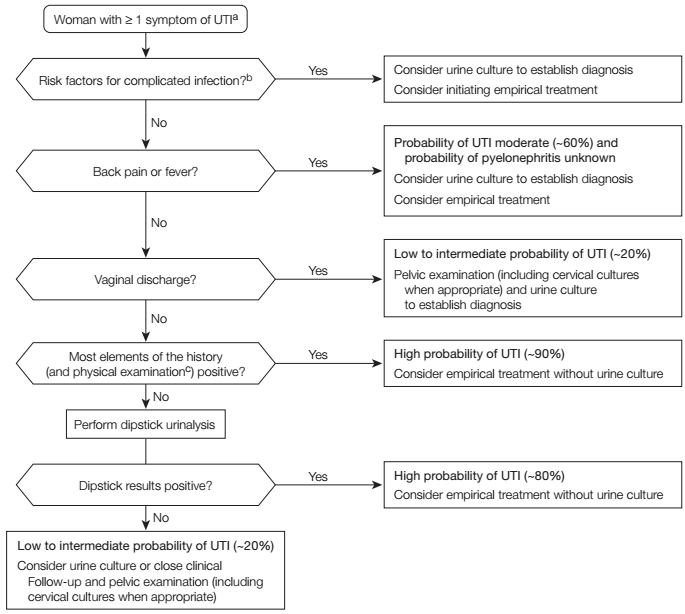 Woman with ≥ 1 symptom of UTIa
Risk factors for complicated infection?b
Yes
Consider urine culture to establish diagnosis
Consider initiating empirical treatment
No
Back pain or fever?
Yes
Probability of UTI moderate (~60%) and
probability of pyelonephritis unknown
Consider urine culture to establish diagnosis
Consider empirical treatment
No
Vaginal discharge?
Yes
Low to intermediate probability of UTI (~20%)
Pelvic examination (including cervical cultures
when appropriate) and urine culture
to establish diagnosis
No
Most elements of the history
(and physical examinationc) positive?
Yes
High probability of UTI (~90%)
Consider empirical treatment without urine culture
No
Perform dipstick urinalysis
Dipstick results positive?
Yes
High probability of UTI (~80%)
Consider empirical treatment without urine culture
No
Low to intermediate probability of UTI (~20%)
Consider urine culture or close clinical
Follow-up and pelvic examination (including
cervical cultures when appropriate)